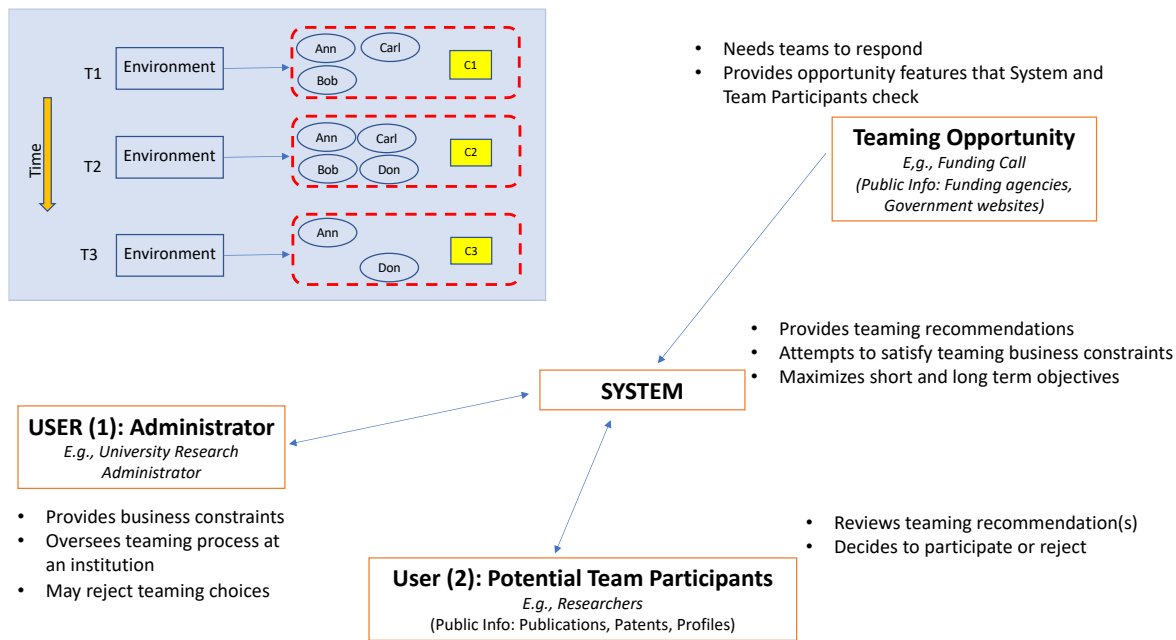 T1
Environment
Ann
Carl
Bob
C1
Time
T2
Environment
Ann
Carl
Bob
Don
C2
T3
Environment
Ann
Don
C3
• Needs teams to respond
• Provides opportunity features that System and
Team Participants check
Teaming Opportunity
E,g., Funding Call
(Public Info: Funding agencies,
Government websites)
• Provides teaming recommendations
• Attempts to satisfy teaming business constraints
• Maximizes short and long term objectives
SYSTEM
USER (1): Administrator
E.g., University Research
Administrator
• Provides business constraints
• Oversees teaming process at
an institution
• May reject teaming choices
• Reviews teaming recommendation(s)
• Decides to participate or reject
User (2): Potential Team Participants
E.g., Researchers
(Public Info: Publications, Patents, Profiles)